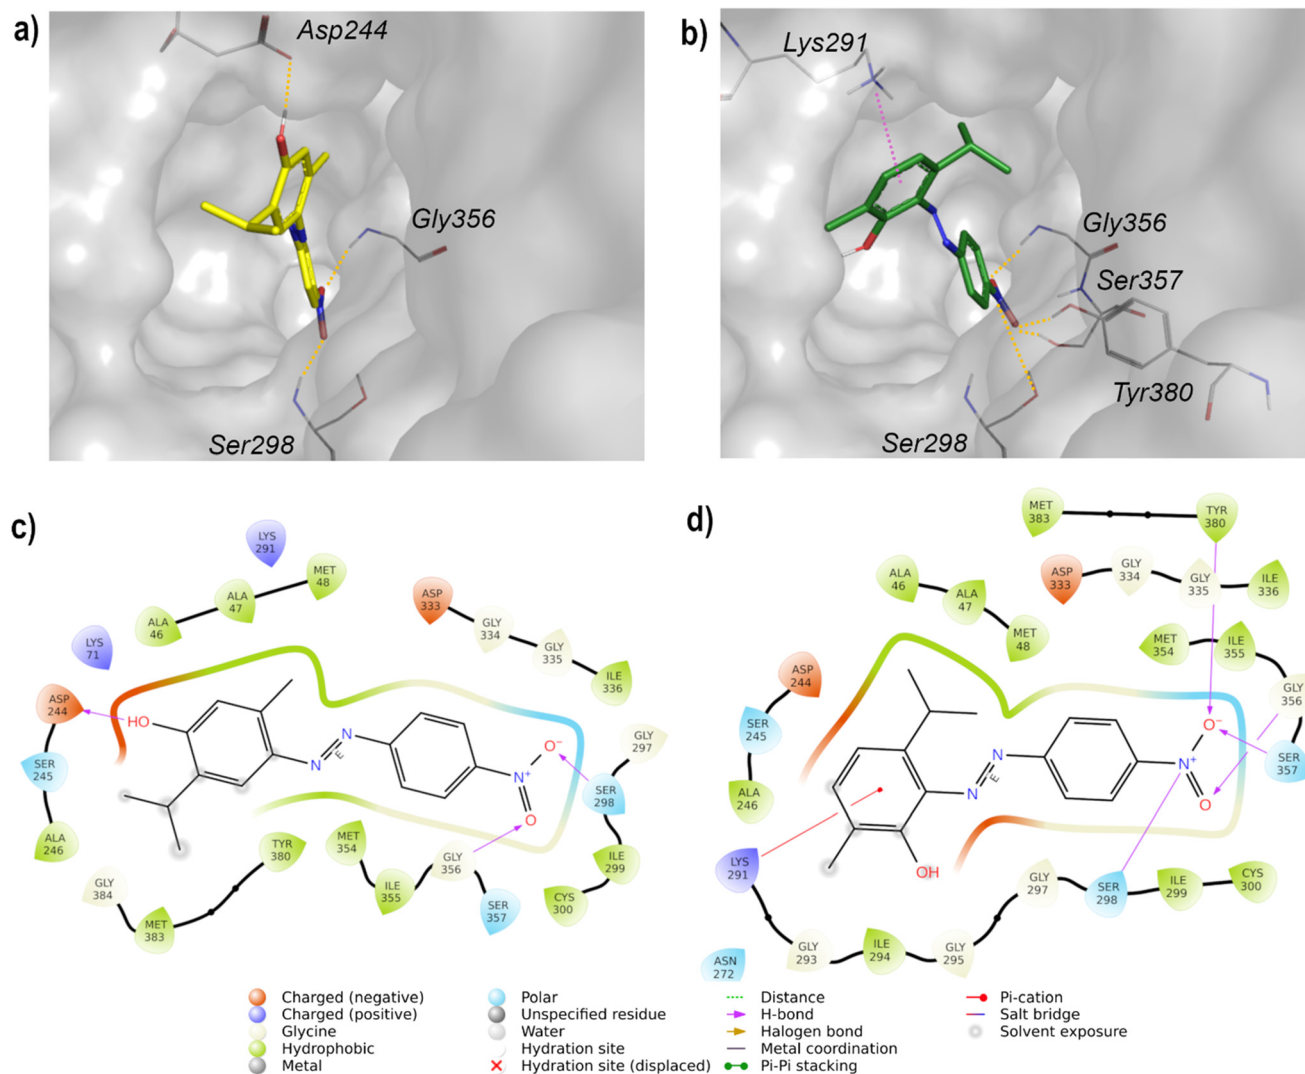 a)
Asp244
Gly356
Ser298
b)
Lys291
Gly356
Ser357
Tyr380
Ser298
c)
LYS
291
MET
48
ALA
47
ALA
46
LYS
71
ASP
333
GLY
334
GLY
335
ILE
336
ASP
244
HO
N
N
E
O⁻
N⁺
O
GLY
297
SER
245
SER
298
ALA
246
TYR
380
MET
354
GLY
356
ILE
299
ILE
355
CYS
300
GLY
384
MET
383
SER
357
d)
MET
383
TYR
380
ASP
333
GLY
334
GLY
335
ILE
336
ALA
46
ALA
47
MET
48
MET
354
ILE
355
GLY
356
ASP
244
SER
245
ALA
246
N
N
E
O⁻
N⁺
O
SER
357
LYS
291
OH
GLY
297
SER
298
ILE
299
CYS
300
GLY
293
ILE
294
GLY
295
ASN
272
Charged (negative)
Charged (positive)
Glycine
Hydrophobic
Metal
Polar
Unspecified residue
Water
Hydration site
Hydration site (displaced)
Distance
H-bond
Halogen bond
Metal coordination
Pi-Pi stacking
Pi-cation
Salt bridge
Solvent exposure